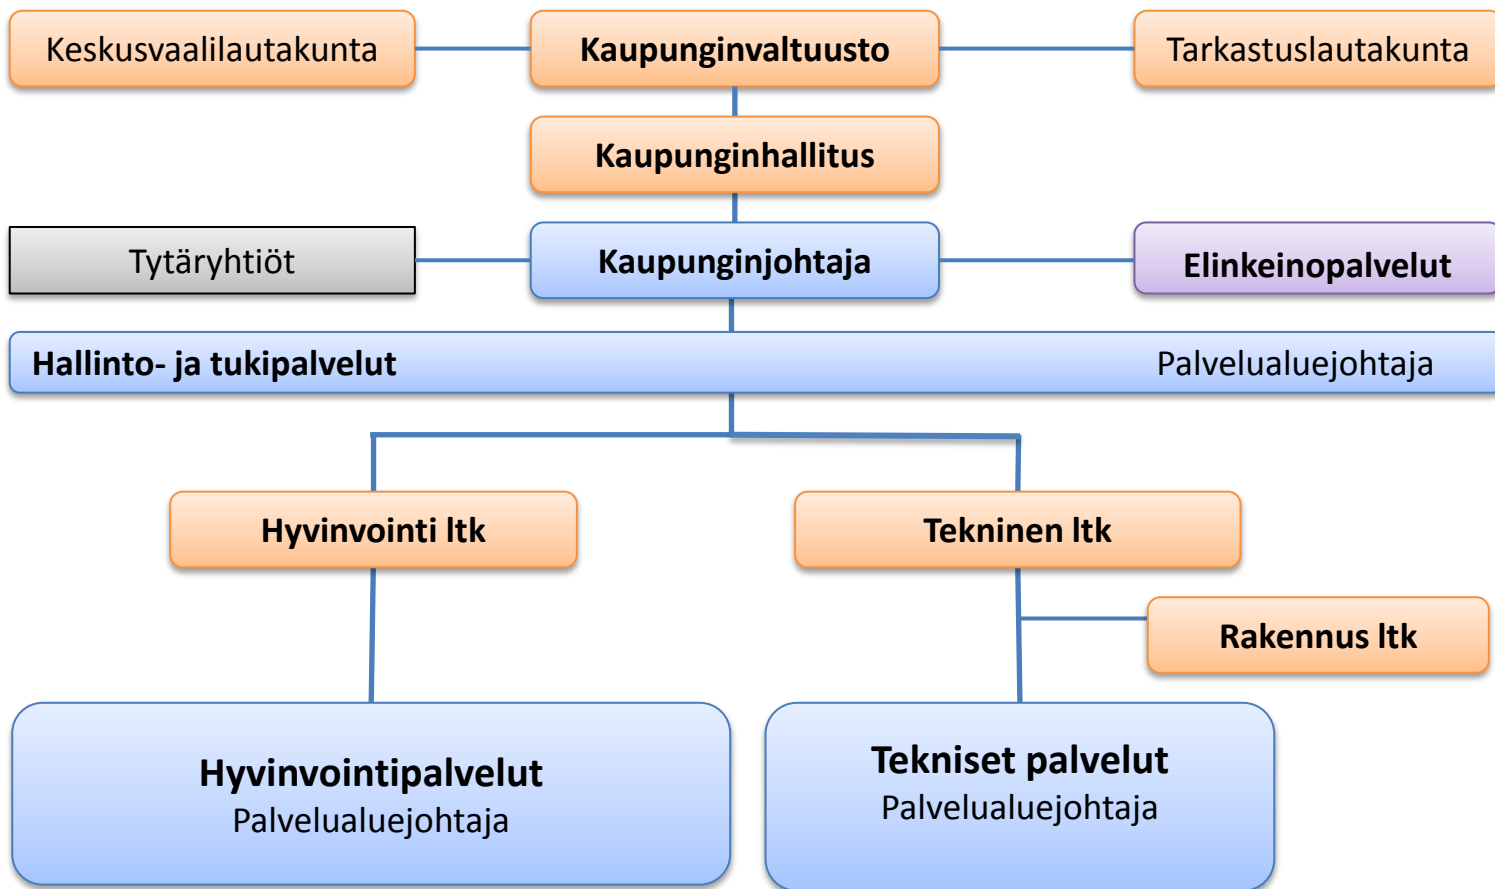 Keskusvaalilautakunta
Kaupunginvaltuusto
Tarkastuslautakunta
Kaupunginhallitus
Tytäryhtiöt
Kaupunginjohtaja
Elinkeinopalvelut
Hallinto- ja tukipalvelut
Palvelualuejohtaja
Hyvinvointi ltk
Tekninen ltk
Rakennus ltk
Hyvinvointipalvelut
Palvelualuejohtaja
Tekniset palvelut
Palvelualuejohtaja